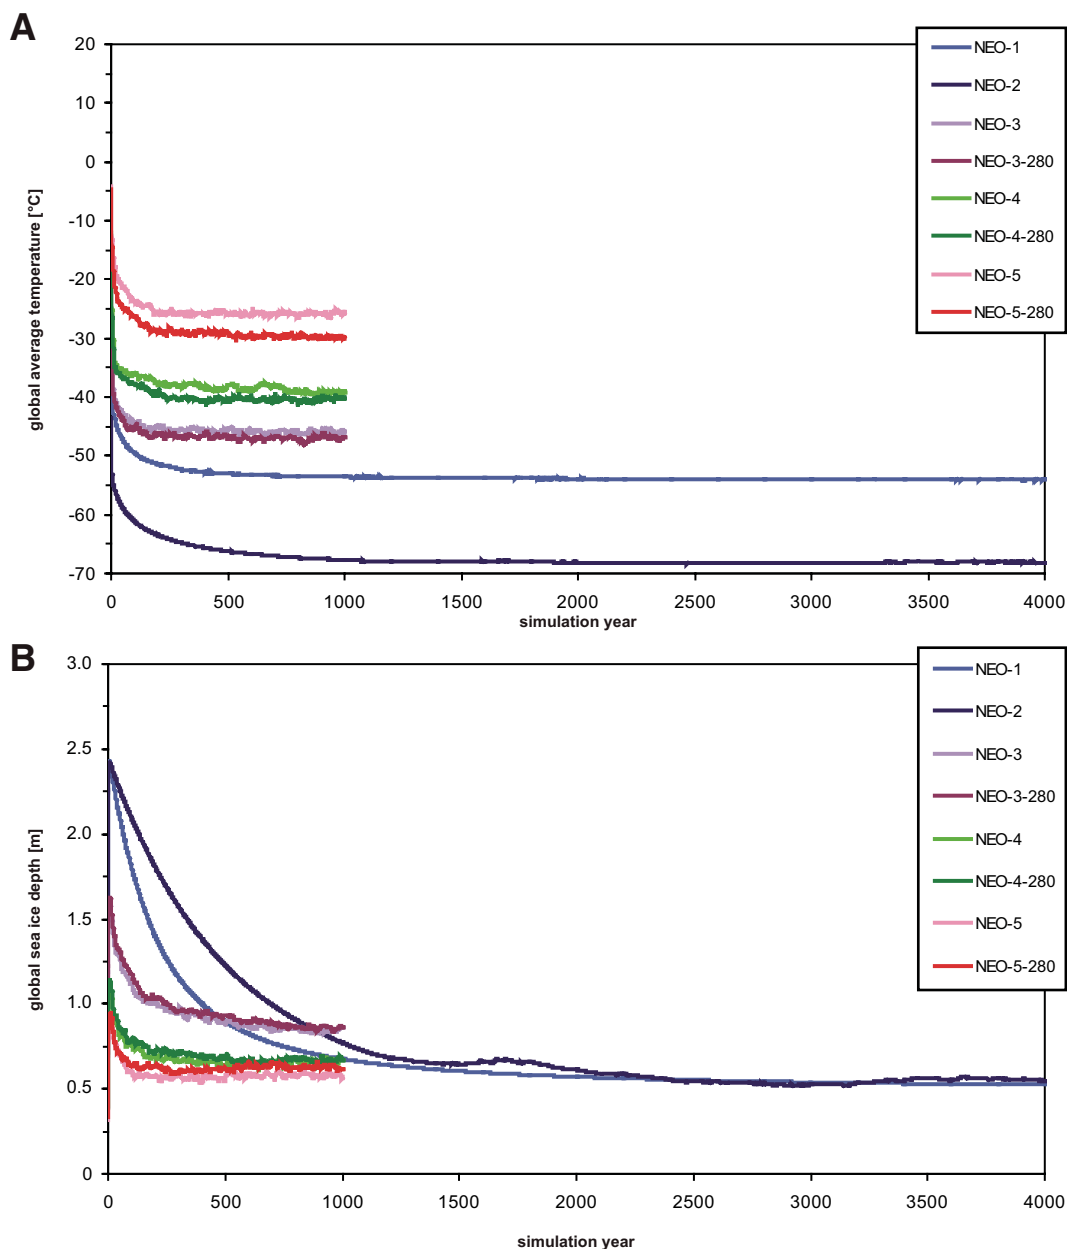 A
20
10
0
-10
-20
-30
-40
-50
-60
-70
global average temperature [°C]
0 500 1000 1500 2000 2500 3000 3500 4000
simulation year
NEO-1
NEO-2
NEO-3
NEO-3-280
NEO-4
NEO-4-280
NEO-5
NEO-5-280
B
3.0
2.5
2.0
1.5
1.0
0.5
0
global sea ice depth [m]
0 500 1000 1500 2000 2500 3000 3500 4000
simulation year
NEO-1
NEO-2
NEO-3
NEO-3-280
NEO-4
NEO-4-280
NEO-5
NEO-5-280